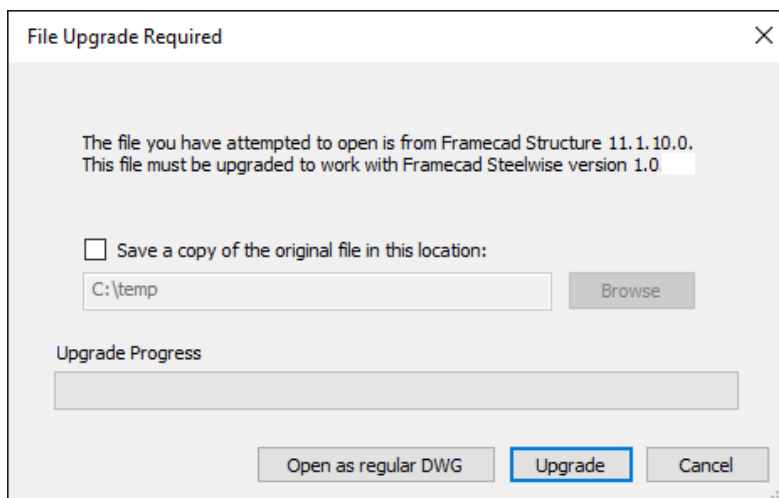 File Upgrade Required
The file you have attempted to open is from Framecad Structure 11.1.10.0.
This file must be upgraded to work with Framecad Steelwise version 1.0
Save a copy of the original file in this location:
C:\temp
Browse
Upgrade Progress
Open as regular DWG
Upgrade
Cancel